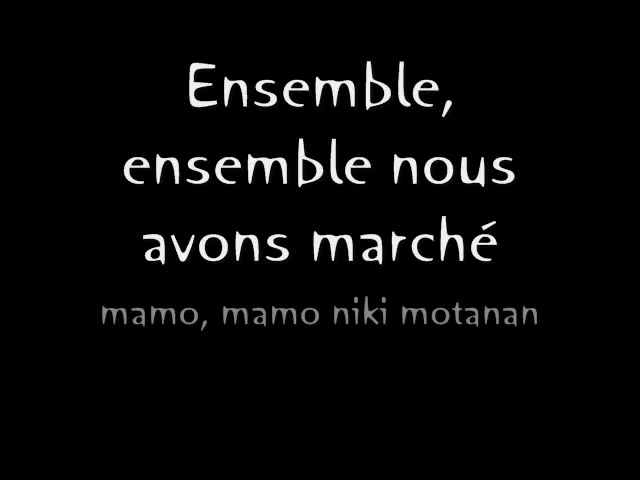 Ensemble,
ensemble nous
avons marché
mamo, mamo niki motanan